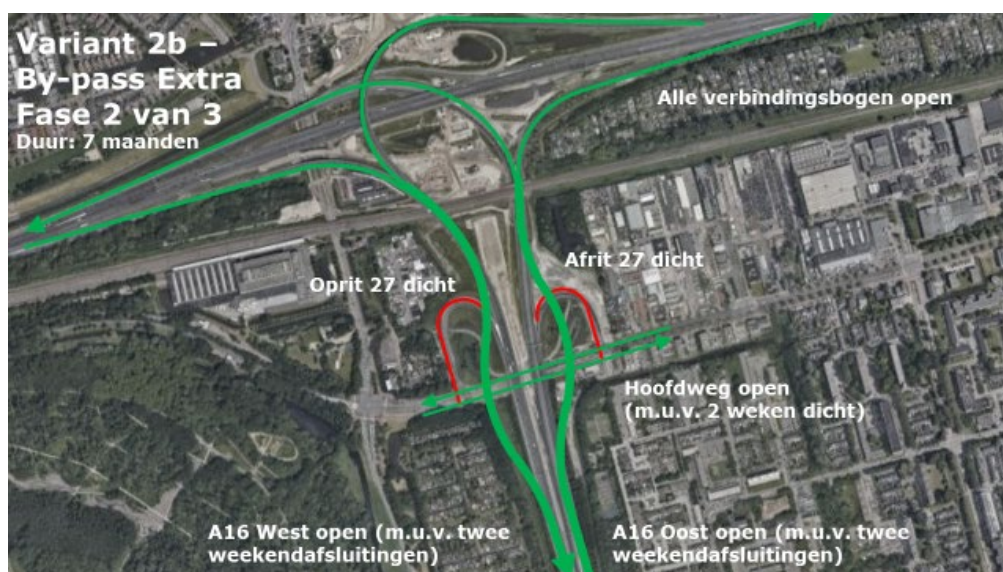 Variant 2b –
By-pass Extra
Fase 2 van 3
Duur: 7 maanden
Alle verbindingsbogen open
Oprit 27 dicht
Afrit 27 dicht
Hoofdweg open
(m.u.v. 2 weken dicht)
A16 West open (m.u.v. twee
weekendafsluitingen)
A16 Oost open (m.u.v. twee
weekendafsluitingen)